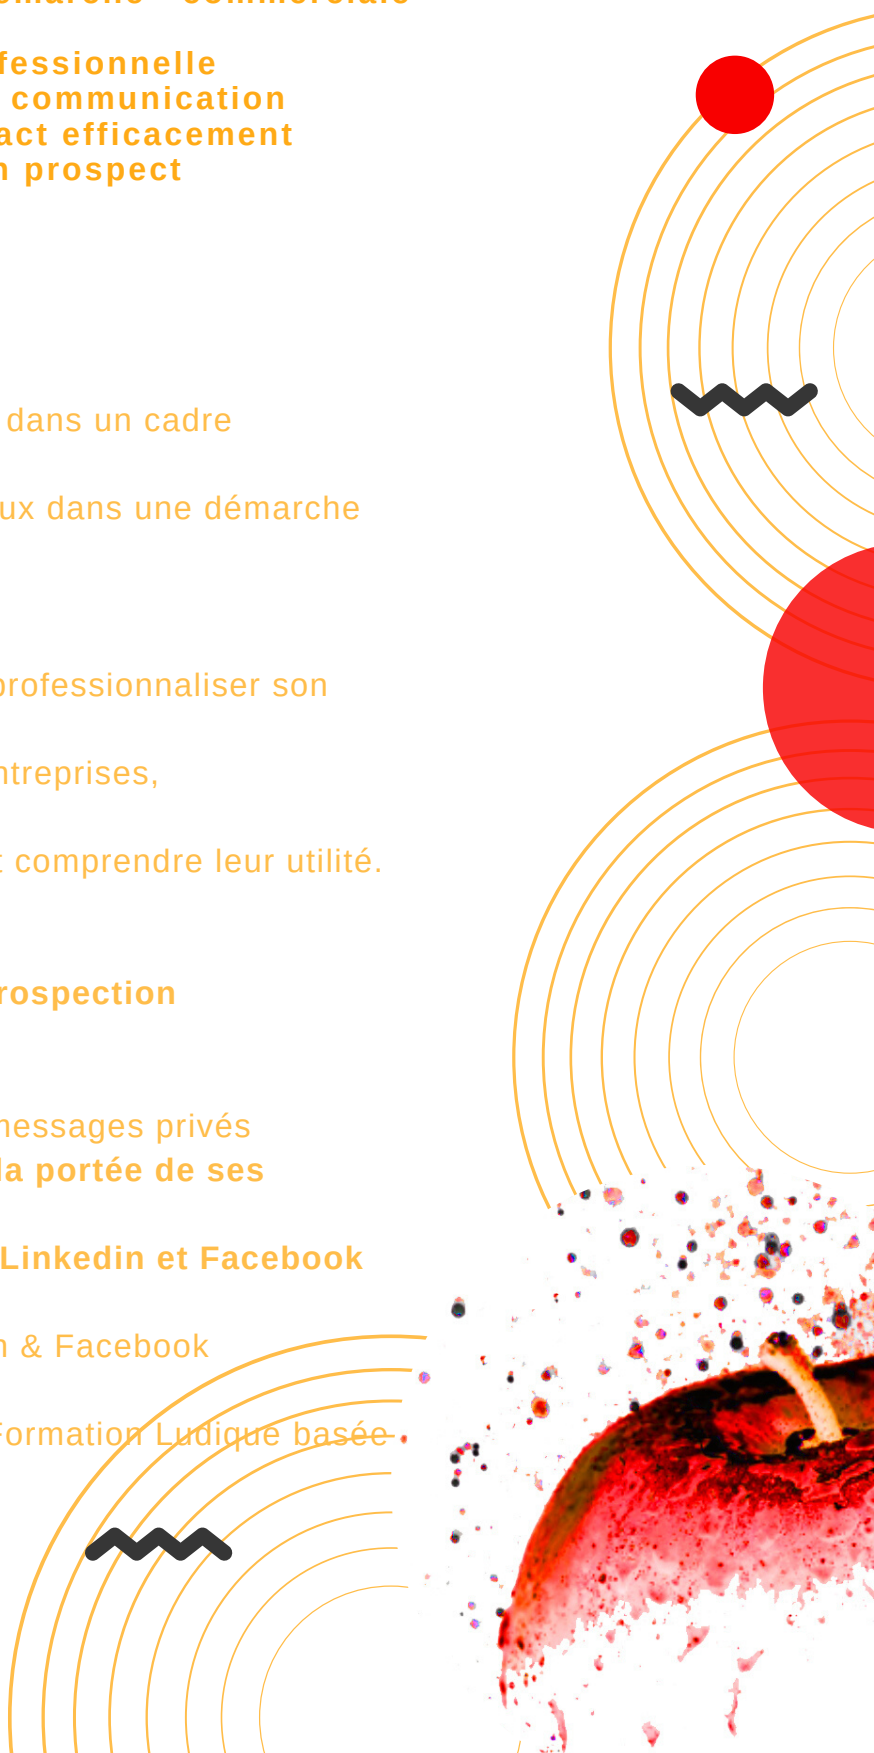 fessionnelle
communication
act efficacement
prospect
dans un cadre
ux dans une démarche
professionnaliser son
ntreprises,
comprendre leur utilité.
rospection
messages privés
la portée de ses
Linkedin et Facebook
& Facebook
Formation Ludique basée